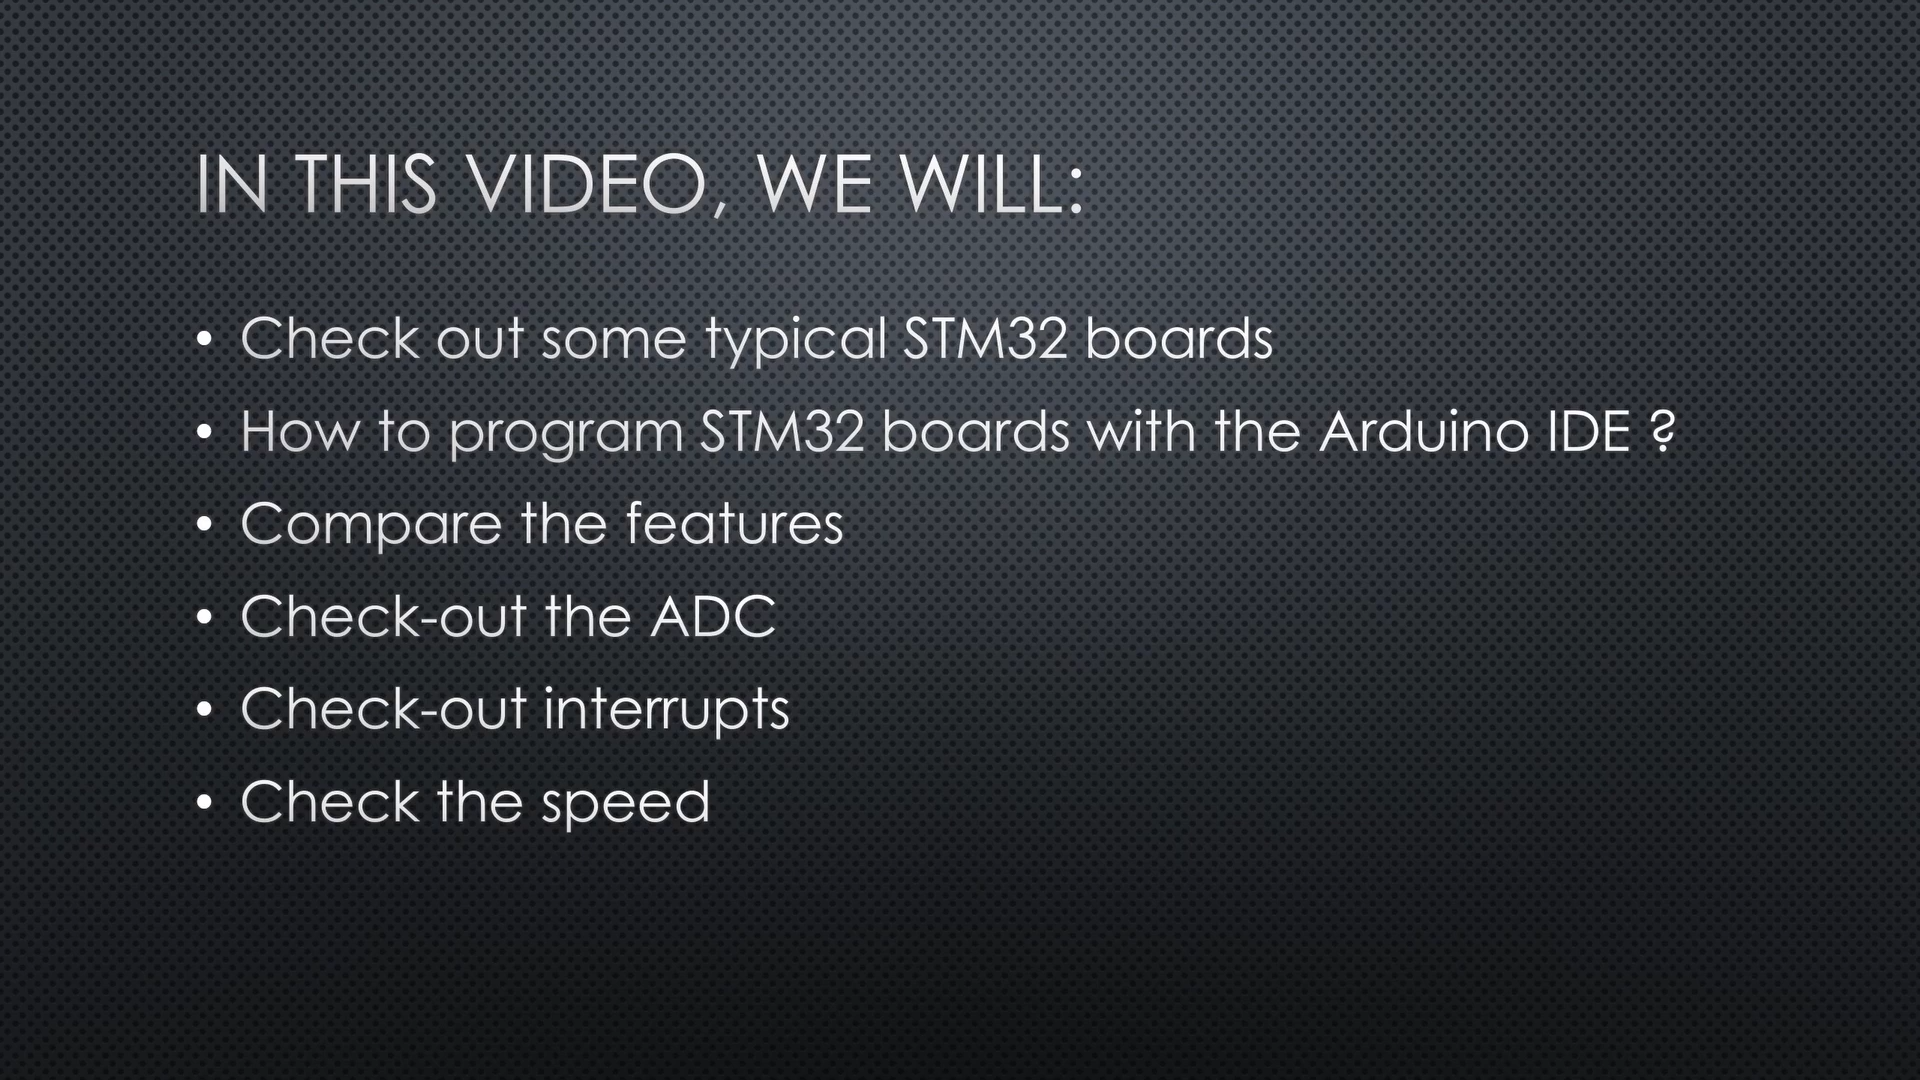 IN THIS VIDEO, WE WILL:
• Check out some typical STM32 boards
• How to program STM32 boards with the Arduino IDE ?
• Compare the features
• Check-out the ADC
• Check-out interrupts
• Check the speed